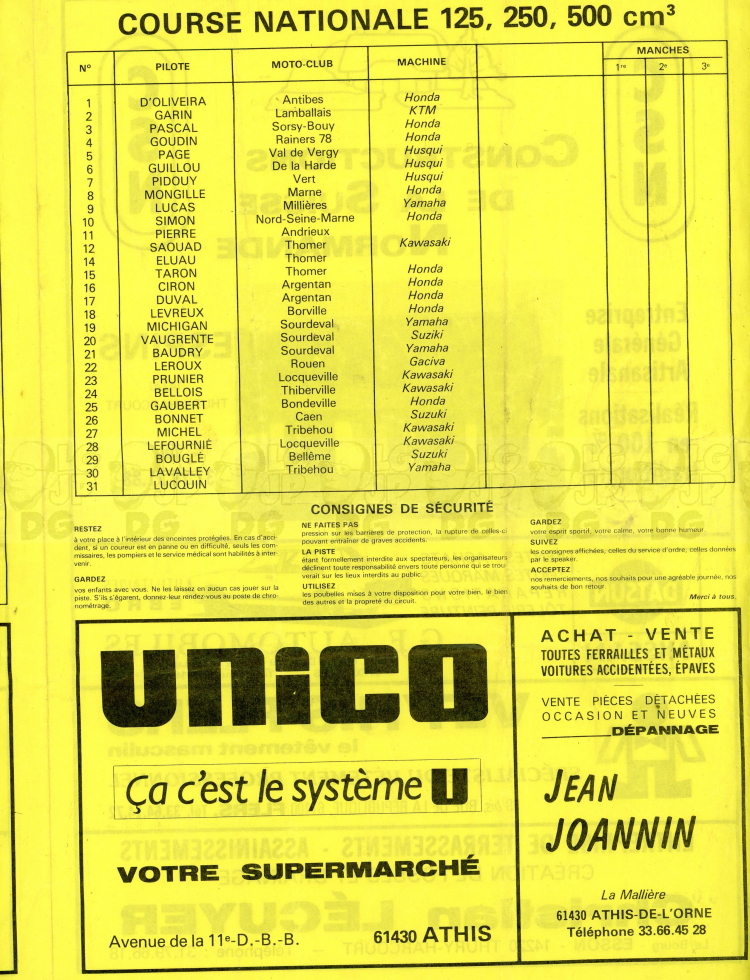 COURSE NATIONALE 125, 250, 500 cm³
Nº PILOTE MOTO-CLUB MACHINE MANCHES
1re 2e 3e
1 D'OLIVEIRA Antibes Honda
2 GARIN Lamballais KTM
3 PASCAL Sorsy-Bouy Honda
4 GOUDIN Rainers 78 Honda
5 PAGE Val de Vergy Husqui
6 GUILLOU De la Harde Husqui
7 PIDOUY Vert Husqui
8 MONGILLE Marne Honda
9 LUCAS Millières Yamaha
10 SIMON Nord-Seine-Marne Honda
11 PIERRE Andrieux
12 SAOUAD Thomer Kawasaki
14 ELUAU Thomer
15 TARON Thomer Honda
16 CIRON Argentan Honda
17 DUVAL Argentan Honda
18 LEVREUX Borville Honda
19 MICHIGAN Sourdeval Yamaha
20 VAUGRENTE Sourdeval Suziki
21 BAUDRY Sourdeval Yamaha
22 LEROUX Rouen Gaciva
23 PRUNIER Locqueville Kawasaki
24 BELLOIS Thiberville Kawasaki
25 GAUBERT Bondeville Honda
26 BONNET Caen Suzuki
27 MICHEL Tribehou Kawasaki
28 LEFOURNIÉ Locqueville Kawasaki
29 BOUGLÉ Bellême Suzuki
30 LAVALLEY Tribehou Yamaha
31 LUCQUIN
CONSIGNES DE SÉCURITÉ
RESTEZ
à votre place à l'intérieur des enceintes protégées. En cas d'acci-
dent, si un coureur est en panne ou en difficulté, seuls les com-
missaires, les pompiers et le service médical sont habilités à inter-
venir.
GARDEZ
vos enfants avec vous. Ne les laissez en aucun cas jouer sur la
piste. S'ils s'égarent, donnez-leur rendez-vous au poste de chro-
nométrage.
NE FAITES PAS
pression sur les barrières de protection, la rupture de celles-ci
pouvant entraîner de graves accidents.
LA PISTE
étant formellement interdite aux spectateurs, les organisateurs
déclinent toute responsabilité envers toute personne qui se trou-
verait sur les lieux interdits au public.
UTILISEZ
les poubelles mises à votre disposition pour votre bien, le bien
des autres et la propreté du circuit.
GARDEZ
votre esprit sportif, votre calme, votre bonne humeur.
SUIVEZ
les consignes affichées, celles du service d'ordre, celles données
par le speaker.
ACCEPTEZ
nos remerciements, nos souhaits pour une agréable journée, nos
souhaits de bon retour.
Merci à tous.
UNICO
Ça c'est le système U
VOTRE SUPERMARCHÉ
Avenue de la 11e-D.-B.-B. 61430 ATHIS
ACHAT - VENTE
TOUTES FERRAILLES ET MÉTAUX
VOITURES ACCIDENTÉES, ÉPAVES
VENTE PIÈCES DÉTACHÉES
OCCASION ET NEUVES
DÉPANNAGE
JEAN
JOANNIN
La Mallière
61430 ATHIS-DE-L'ORNE
Téléphone 33.66.45 28